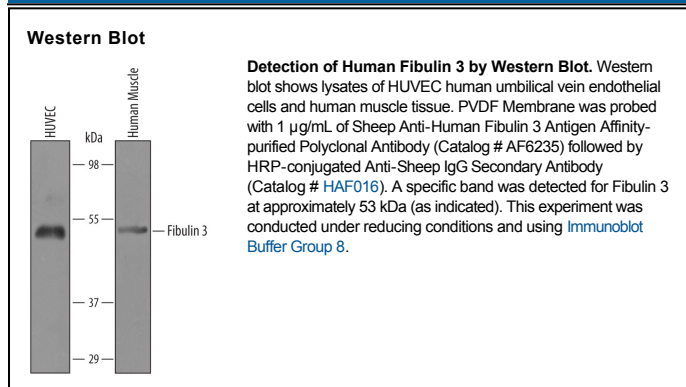 Western Blot
HUVEC
Human Muscle
kDa
98
55
Fibulin 3
37
29
Detection of Human Fibulin 3 by Western Blot. Western
blot shows lysates of HUVEC human umbilical vein endothelial
cells and human muscle tissue. PVDF Membrane was probed
with 1 µg/mL of Sheep Anti-Human Fibulin 3 Antigen Affinity-
purified Polyclonal Antibody (Catalog # AF6235) followed by
HRP-conjugated Anti-Sheep IgG Secondary Antibody
(Catalog # HAF016). A specific band was detected for Fibulin 3
at approximately 53 kDa (as indicated). This experiment was
conducted under reducing conditions and using Immunoblot
Buffer Group 8.